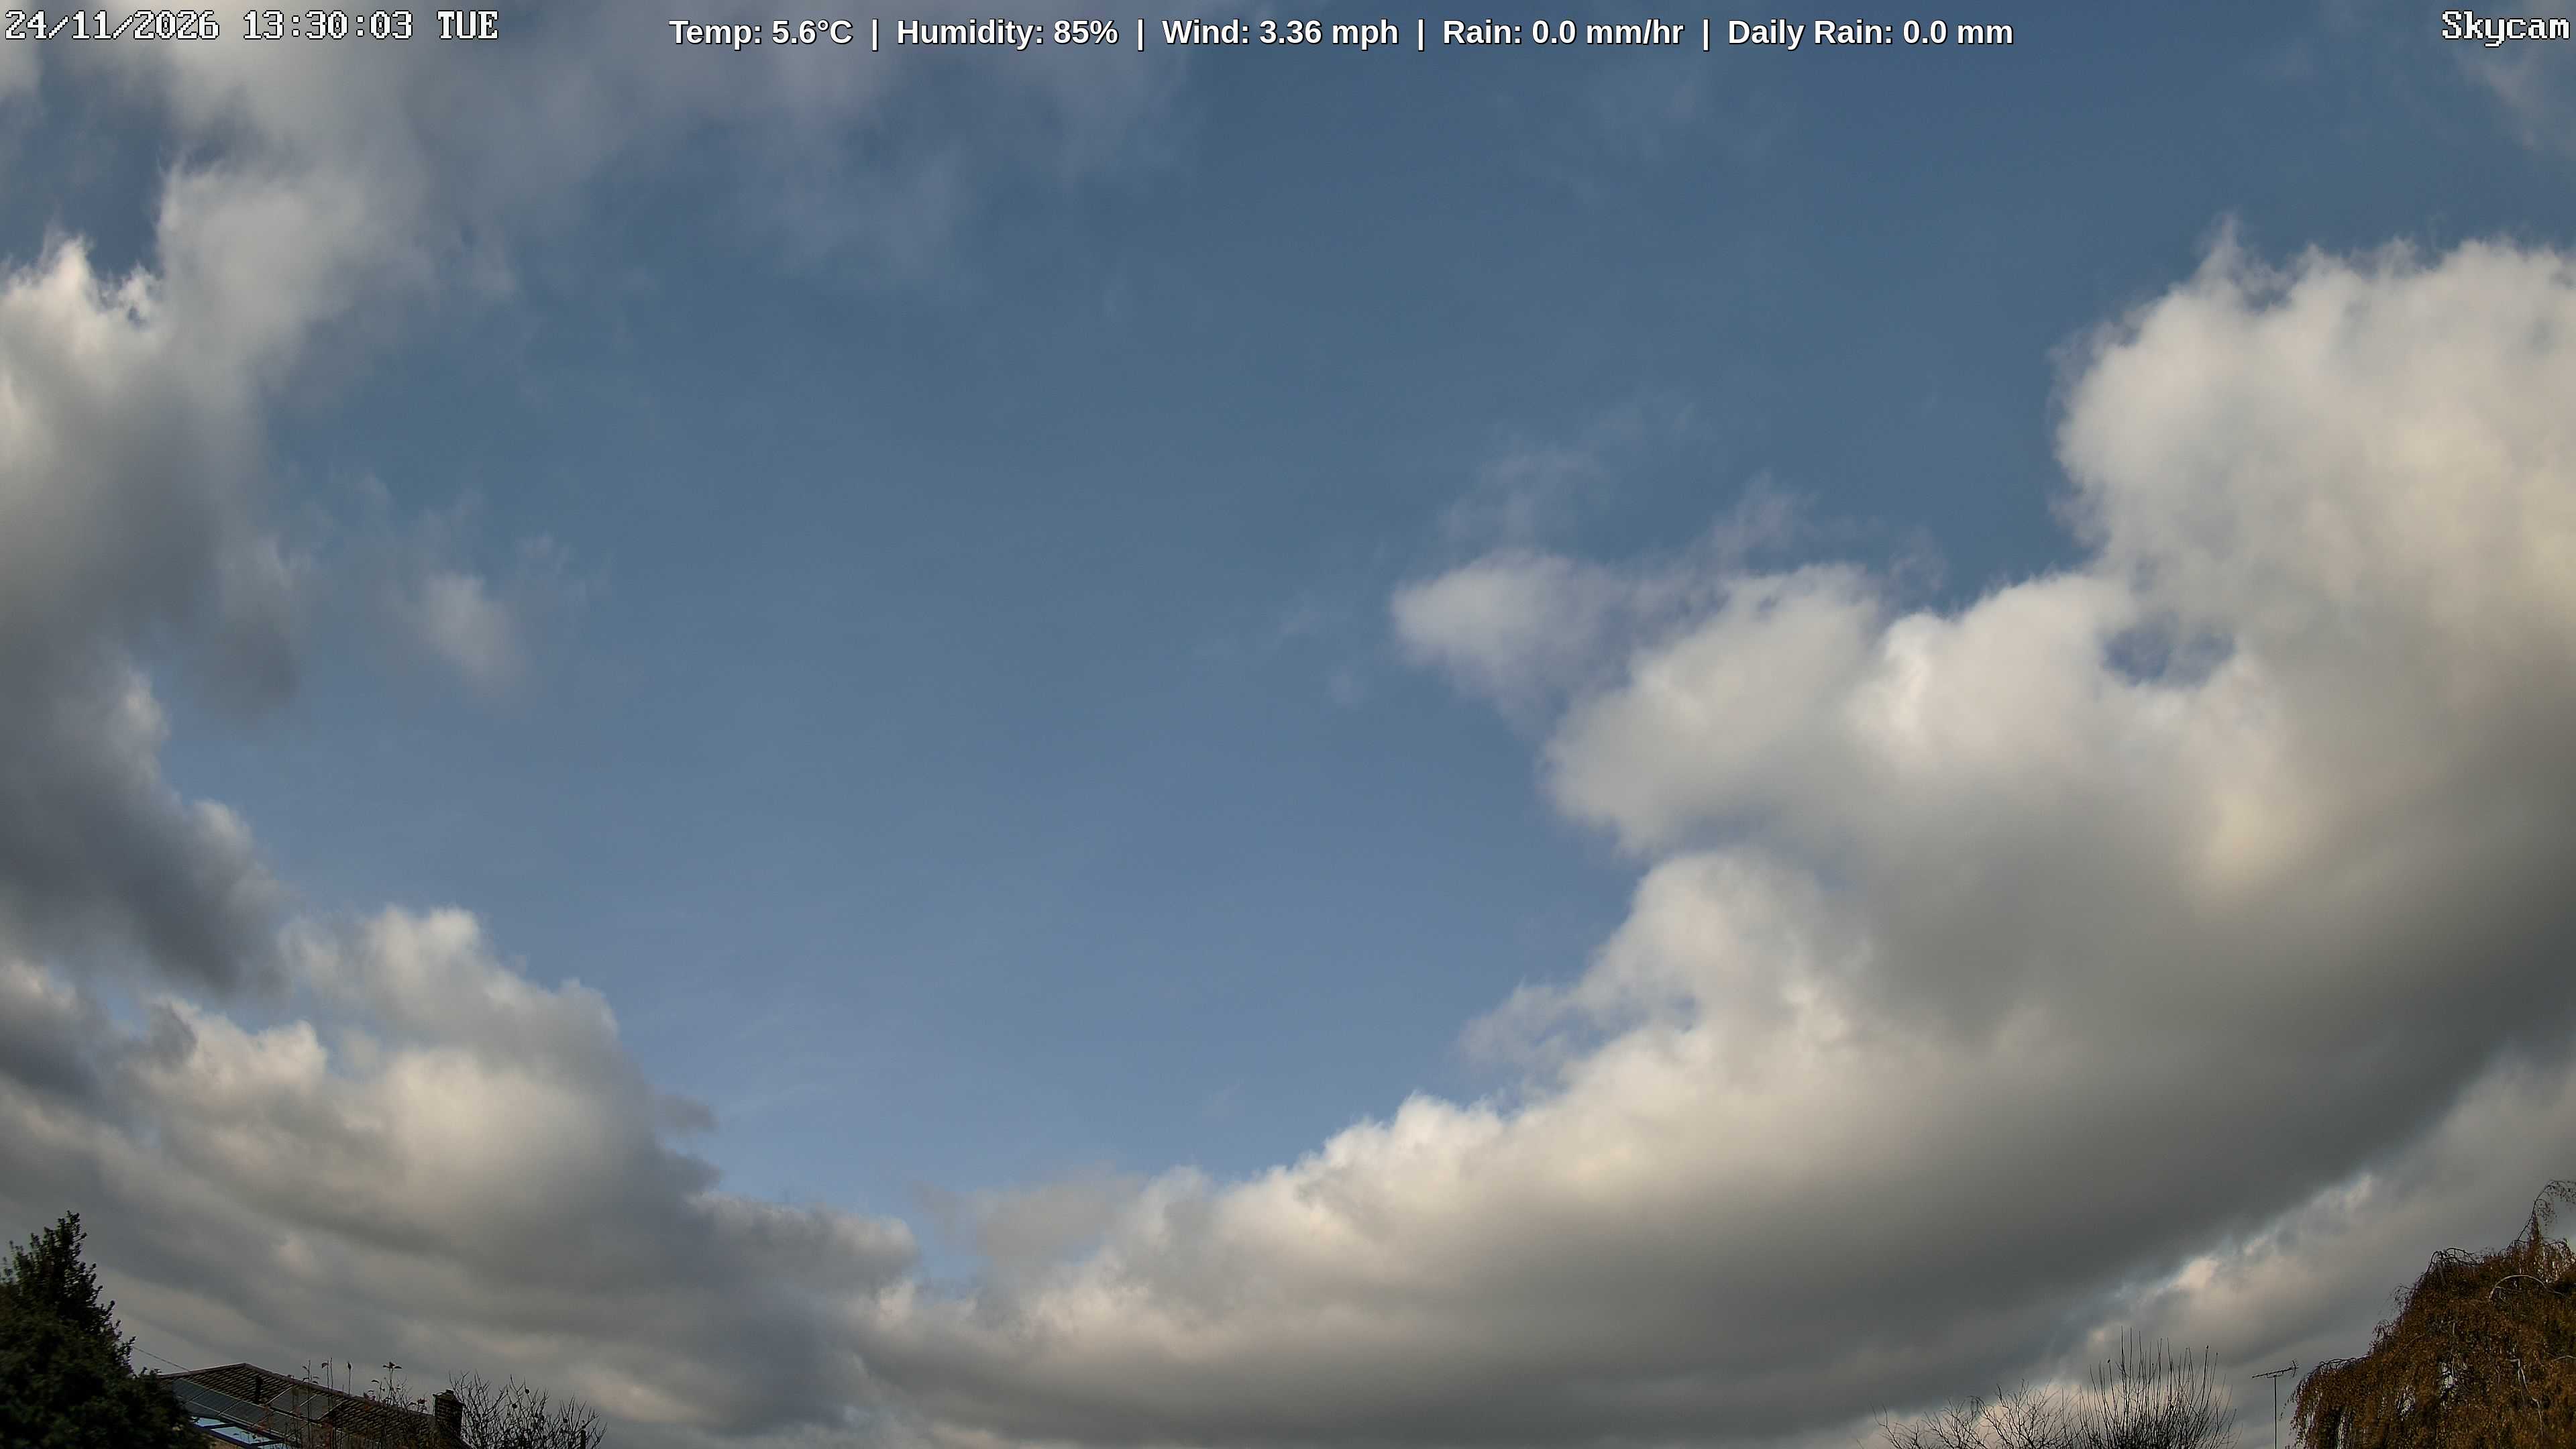 24/11/2026 13:30:03 TUE
Temp: 5.6°C | Humidity: 85% | Wind: 3.36 mph | Rain: 0.0 mm/hr | Daily Rain: 0.0 mm
Skycam